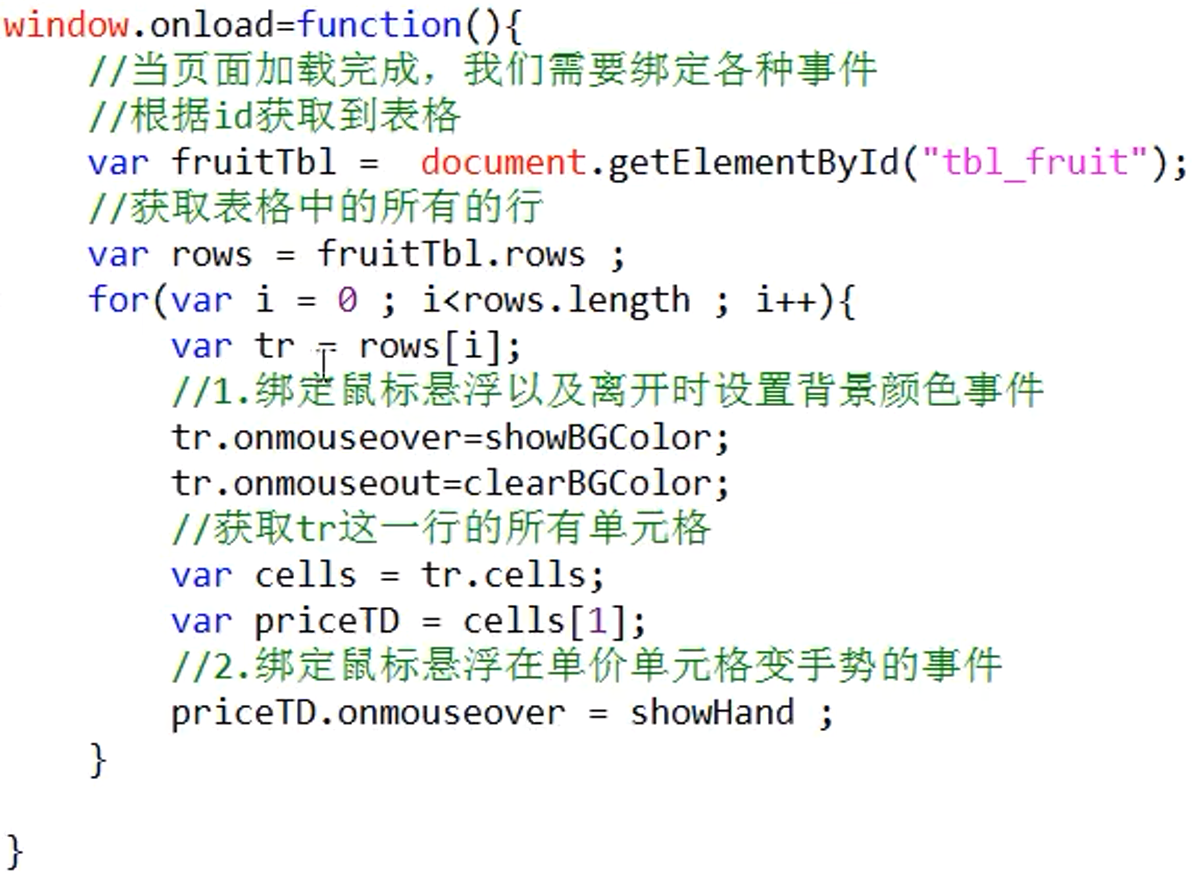 window.onload=function(){
//当页面加载完成，我们需要绑定各种事件
//根据id获取到表格
var fruitTbl =  document.getElementById("tbl_fruit");
//获取表格中的所有的行
var rows = fruitTbl.rows ;
for(var i = 0 ; i<rows.length ; i++){
var tr = rows[i];
//1.绑定鼠标悬浮以及离开时设置背景颜色事件
tr.onmouseover=showBGColor;
tr.onmouseout=clearBGColor;
//获取tr这一行的所有单元格
var cells = tr.cells;
var priceTD = cells[1];
//2.绑定鼠标悬浮在单价单元格变手势的事件
priceTD.onmouseover = showHand ;
}
}